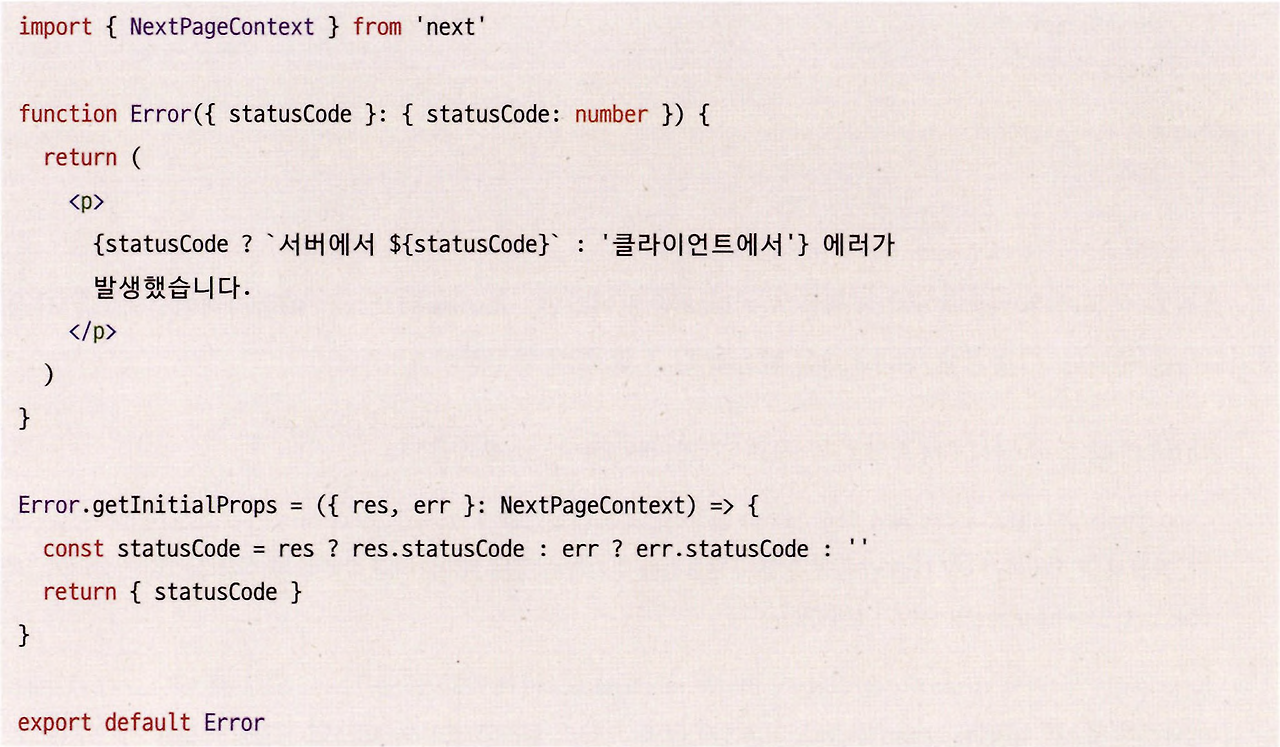 import { NextPageContext } from 'next'
function Error({ statusCode }: { statusCode: number }) {
return (
<p>
{statusCode ? `서버에서 ${statusCode}` : '클라이언트에서'} 에러가
발생했습니다.
</p>
)
}
Error.getInitialProps = ({ res, err }: NextPageContext) => {
const statusCode = res ? res.statusCode : err ? err.statusCode : ''
return { statusCode }
}
export default Error